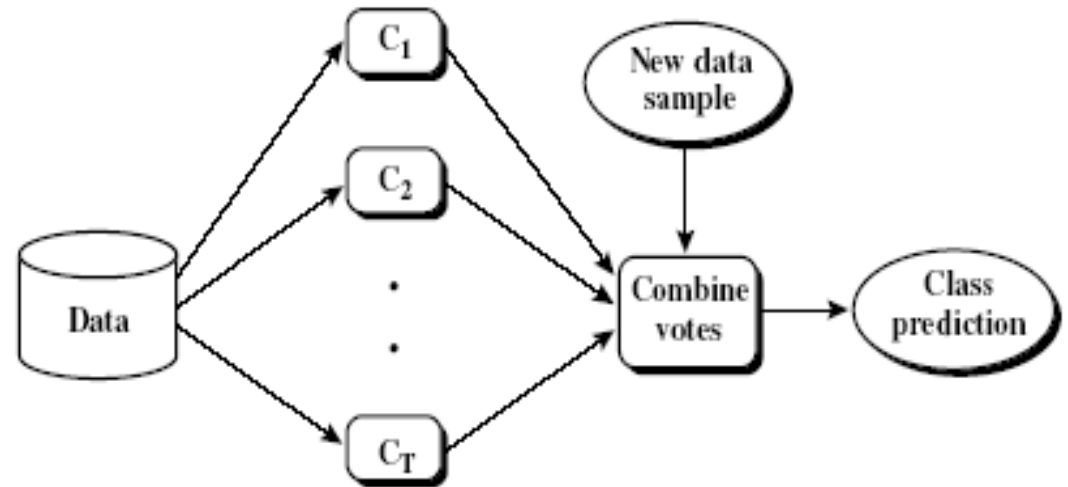 C1
New data
sample
C2
Data
Combine
votes
Class
prediction
CT